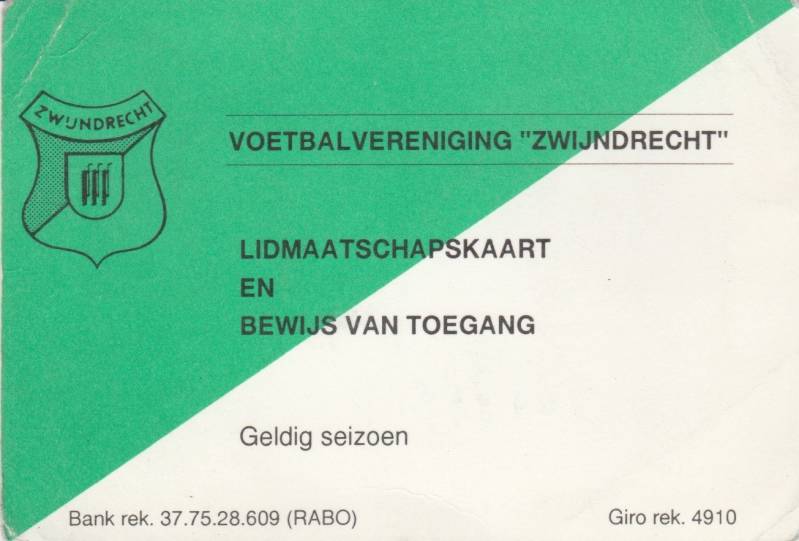 ZWIJNDRECHT
VOETBALVERENIGING "ZWIJNDRECHT"
LIDMAATSCHAPSKAART
EN
BEWIJS VAN TOEGANG
Geldig seizoen
Bank rek. 37.75.28.609 (RABO)
Giro rek. 4910